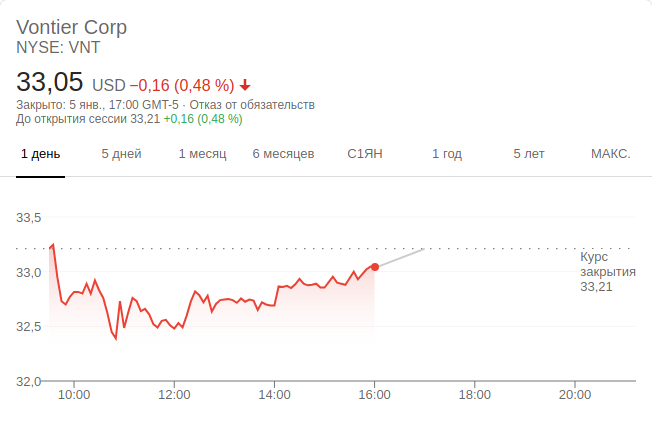 Vontier Corp
NYSE: VNT
33,05 USD −0,16 (0,48 %)
Закрыто: 5 янв., 17:00 GMT-5 · Отказ от обязательств
До открытия сессии 33,21 +0,16 (0,48 %)
1 день 5 дней 1 месяц 6 месяцев С1ЯН 1 год 5 лет МАКС.
33,5
Курс
закрытия
33,21
33,0
32,5
32,0
10:00 12:00 14:00 16:00 18:00 20:00